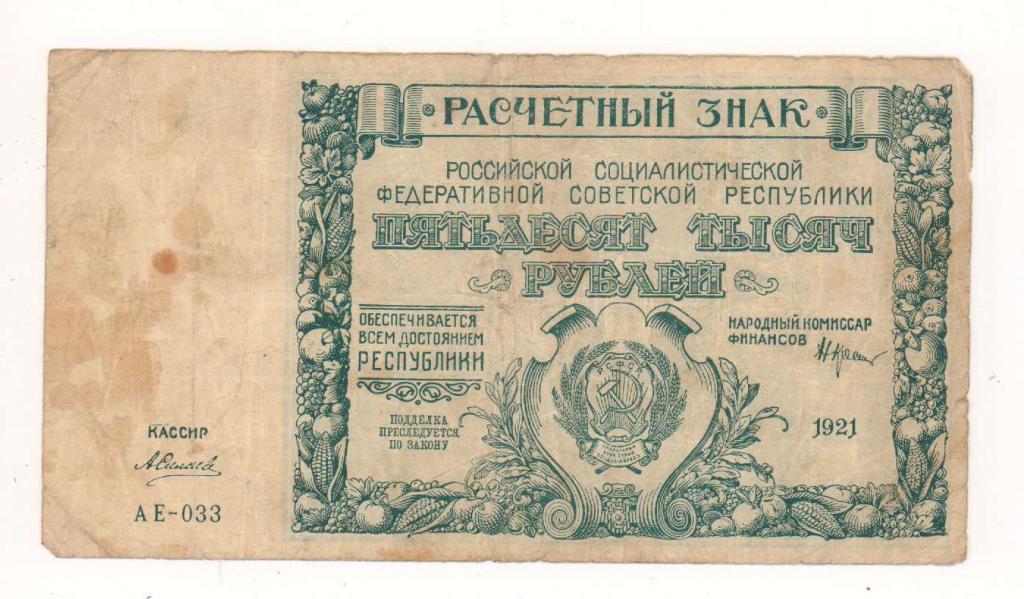 РАСЧЕТНЫЙ ЗНАК
РОССИЙСКОЙ СОЦИАЛИСТИЧЕСКОЙ
ФЕДЕРАТИВНОЙ СОВЕТСКОЙ РЕСПУБЛИКИ
ПЯТЬДЕСЯТ ТЫСЯЧ
РУБЛЕЙ
ОБЕСПЕЧИВАЕТСЯ
ВСЕМ ДОСТОЯНИЕМ
РЕСПУБЛИКИ
НАРОДНЫЙ КОМИССАР
ФИНАНСОВ
ПОДДЕЛКА
ПРЕСЛЕДУЕТСЯ
ПО ЗАКОНУ
РСФСР
1921
КАССИР
АЕ-033